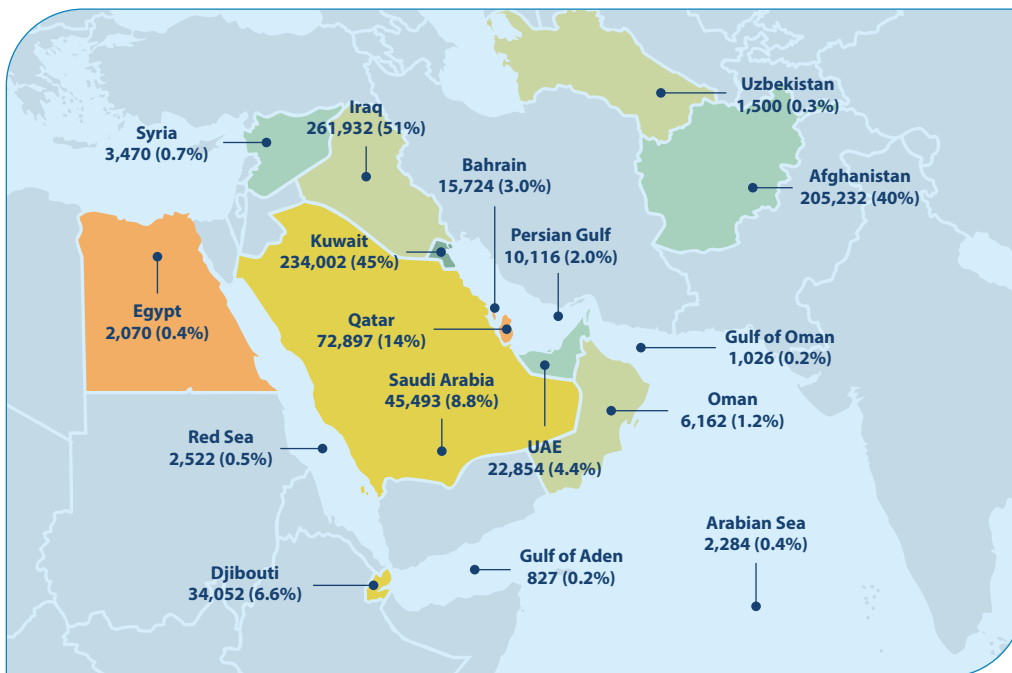 Uzbekistan
1,500 (0.3%)
Iraq
261,932 (51%)
Syria
3,470 (0.7%)
Bahrain
15,724 (3.0%)
Afghanistan
205,232 (40%)
Kuwait
234,002 (45%)
Persian Gulf
10,116 (2.0%)
Egypt
2,070 (0.4%)
Qatar
72,897 (14%)
Gulf of Oman
1,026 (0.2%)
Saudi Arabia
45,493 (8.8%)
Oman
6,162 (1.2%)
Red Sea
2,522 (0.5%)
UAE
22,854 (4.4%)
Arabian Sea
2,284 (0.4%)
Gulf of Aden
827 (0.2%)
Djibouti
34,052 (6.6%)